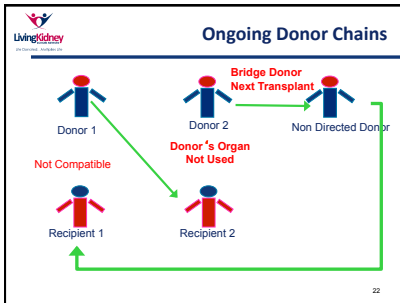 LivingKidney
Ongoing Donor Chains
Bridge Donor
Next Transplant
Donor 1
Donor 2
Non Directed Donor
Donor‘s Organ
Not Used
Not Compatible
Recipient 1
Recipient 2
22